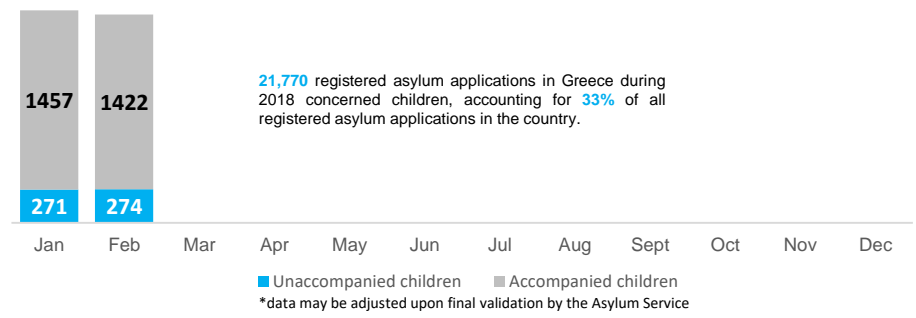 21,770 registered asylum applications in Greece during
2018 concerned children, accounting for 33% of all
registered asylum applications in the country.
1457 1422
271 274
Jan Feb Mar Apr May Jun Jul Aug Sept Oct Nov Dec
Unaccompanied children Accompanied children
*data may be adjusted upon final validation by the Asylum Service